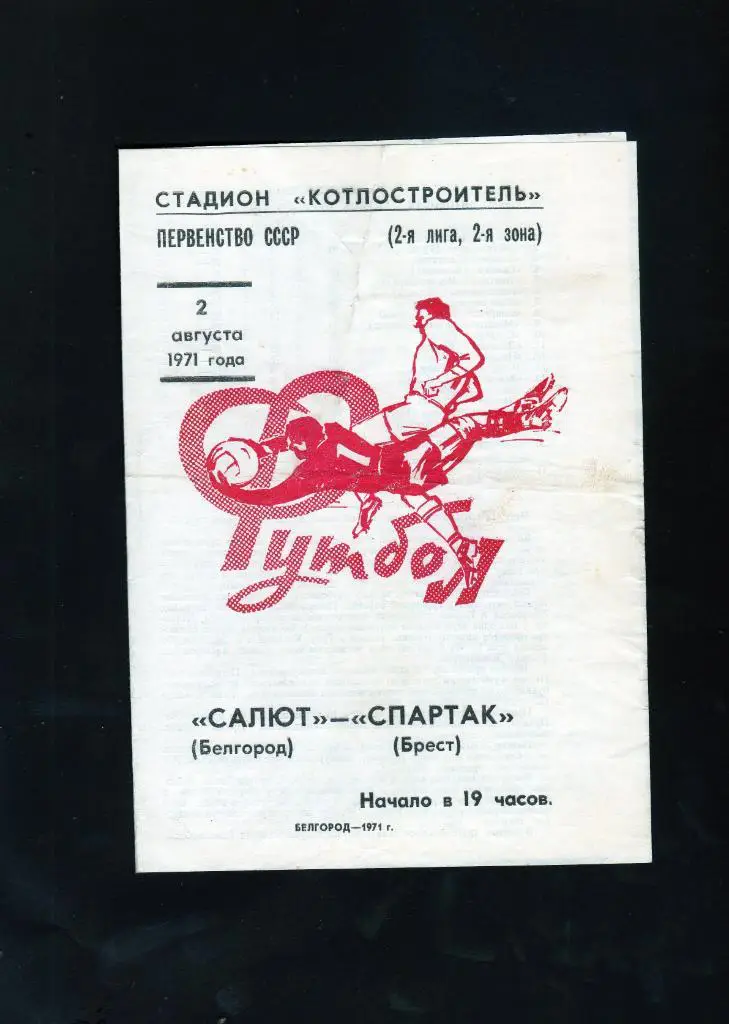 СТАДИОН «КОТЛОСТРОИТЕЛЬ»
ПЕРВЕНСТВО СССР (2-я лига, 2-я зона)
2
августа
1971 года
Футбол
«САЛЮТ»—«СПАРТАК»
(Белгород) (Брест)
Начало в 19 часов.
БЕЛГОРОД—1971 г.